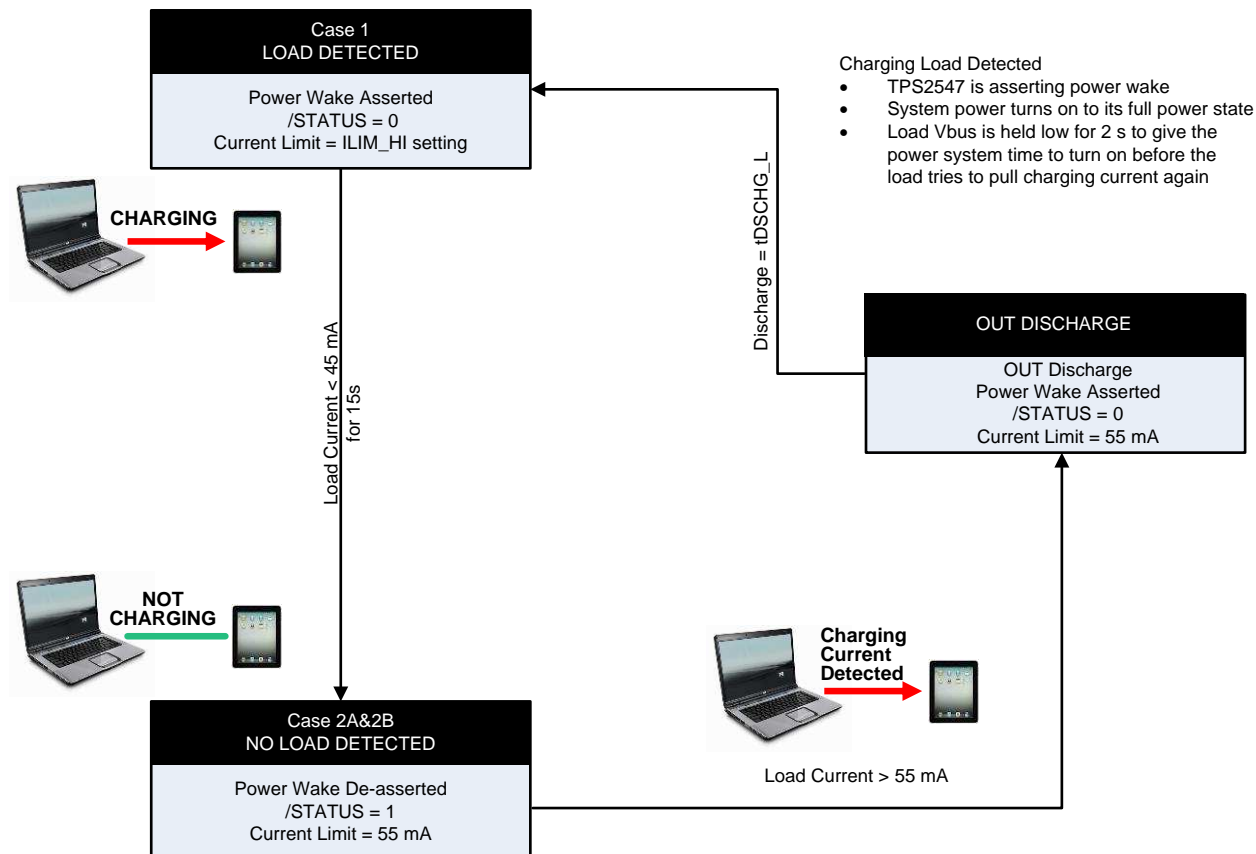 Case 1
LOAD DETECTED
Power Wake Asserted
/STATUS = 0
Current Limit = ILIM_HI setting
Charging Load Detected
• TPS2547 is asserting power wake
• System power turns on to its full power state
• Load Vbus is held low for 2 s to give the
power system time to turn on before the
load tries to pull charging current again
CHARGING
Discharge = tDSCHG_L
Load Current < 45 mA
for 15s
OUT DISCHARGE
OUT Discharge
Power Wake Asserted
/STATUS = 0
Current Limit = 55 mA
NOT
CHARGING
Charging
Current
Detected
Load Current > 55 mA
Case 2A&2B
NO LOAD DETECTED
Power Wake De-asserted
/STATUS = 1
Current Limit = 55 mA